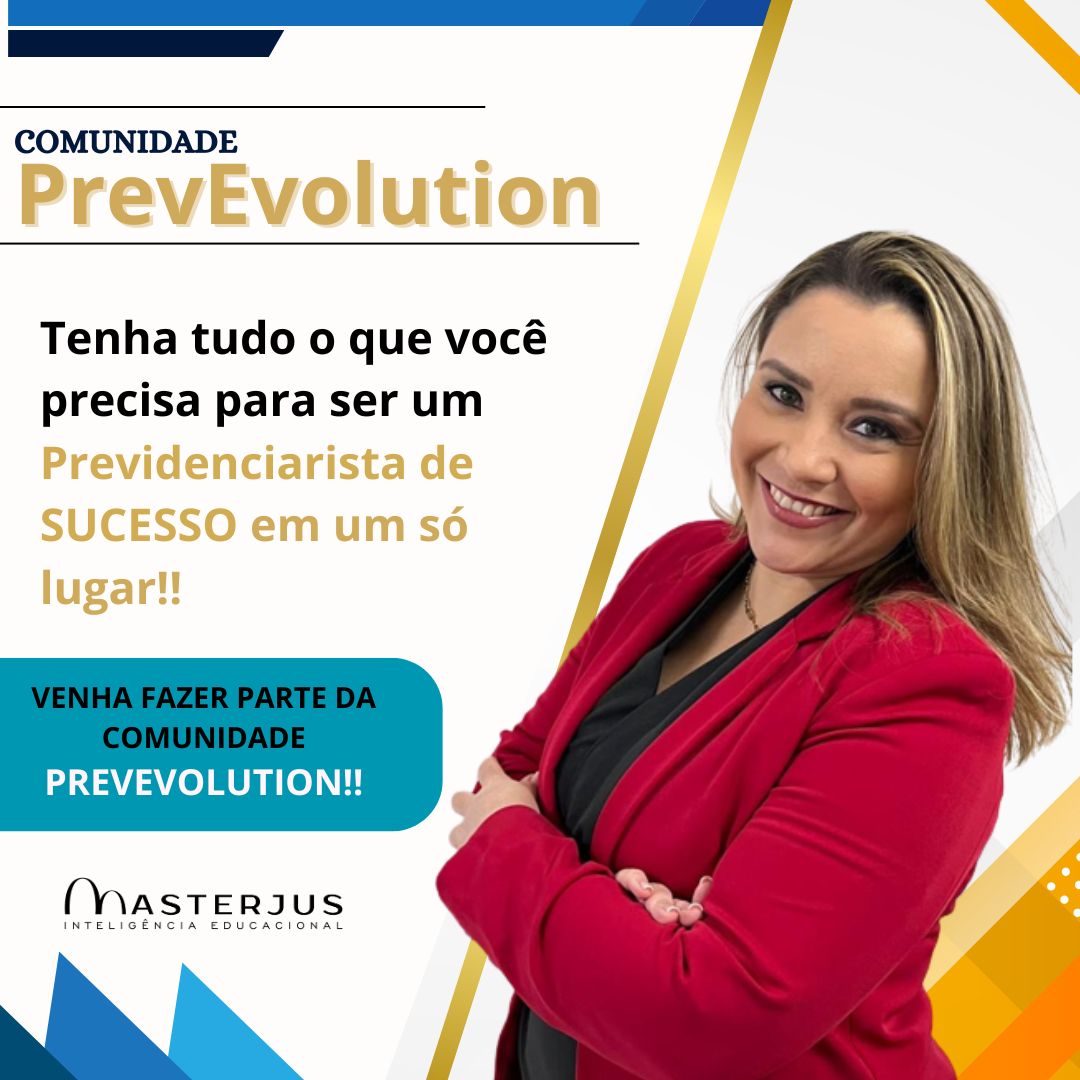 COMUNIDADE
PrevEvolution
Tenha tudo o que você
precisa para ser um
Previdenciarista de
SUCESSO em um só
lugar!!
VENHA FAZER PARTE DA
COMUNIDADE
PREVEVOLUTION!!
MASTERJUS
INTELIGÊNCIA EDUCACIONAL